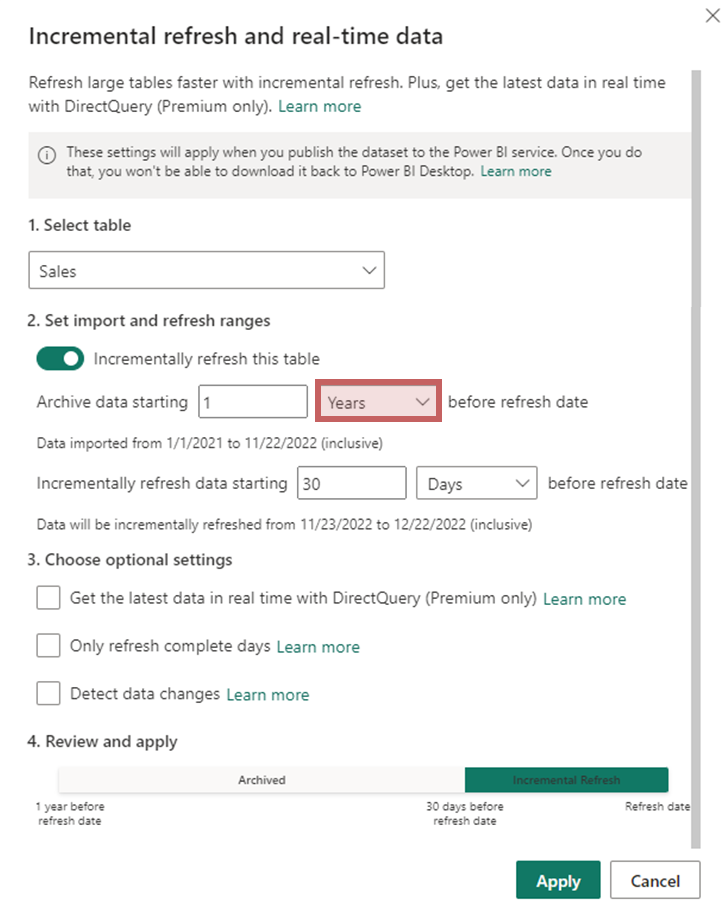 Incremental refresh and real-time data
Refresh large tables faster with incremental refresh. Plus, get the latest data in real time
with DirectQuery (Premium only). Learn more
These settings will apply when you publish the dataset to the Power BI service. Once you do
that, you won't be able to download it back to Power BI Desktop. Learn more
1. Select table
Sales
2. Set import and refresh ranges
Incrementally refresh this table
Archive data starting 1 Years before refresh date
Data imported from 1/1/2021 to 11/22/2022 (inclusive)
Incrementally refresh data starting 30 Days before refresh date
Data will be incrementally refreshed from 11/23/2022 to 12/22/2022 (inclusive)
3. Choose optional settings
Get the latest data in real time with DirectQuery (Premium only) Learn more
Only refresh complete days Learn more
Detect data changes Learn more
4. Review and apply
Archived Incremental Refresh
1 year before 30 days before Refresh date
refresh date refresh date
Apply Cancel